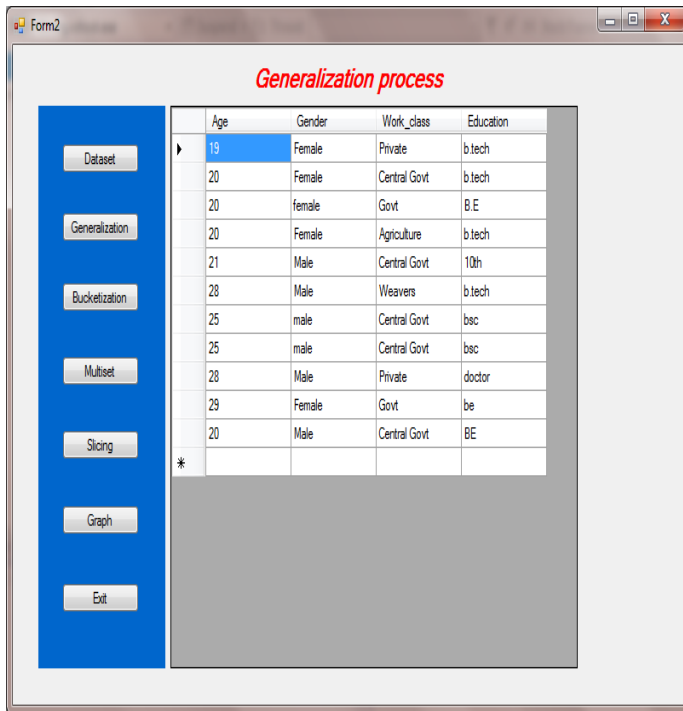 Form2
Generalization process
Dataset
Generalization
Bucketization
Multiset
Slicing
Graph
Exit
Age Gender Work_class Education
19 Female Private b.tech
20 Female Central Govt b.tech
20 female Govt B.E
20 Female Agriculture b.tech
21 Male Central Govt 10th
28 Male Weavers b.tech
25 male Central Govt bsc
25 male Central Govt bsc
28 Male Private doctor
29 Female Govt be
20 Male Central Govt BE